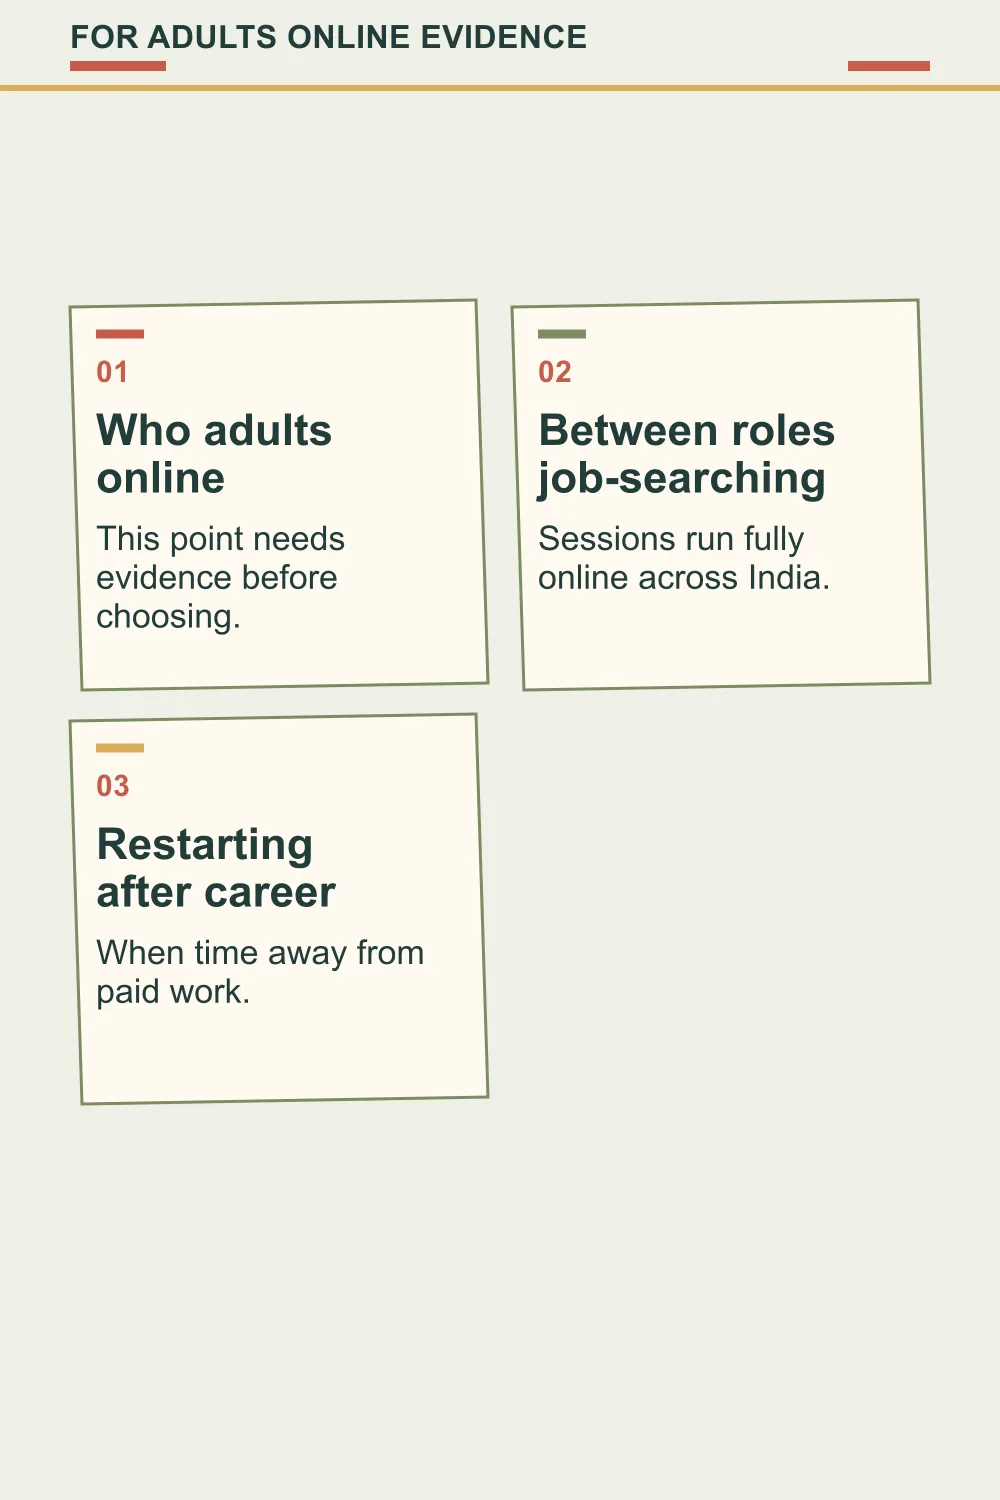 FOR ADULTS ONLINE EVIDENCE
01
Who adults
online
This point needs
evidence before
choosing.
02
Between roles
job-searching
Sessions run fully
online across India.
03
Restarting
after career
When time away from
paid work.